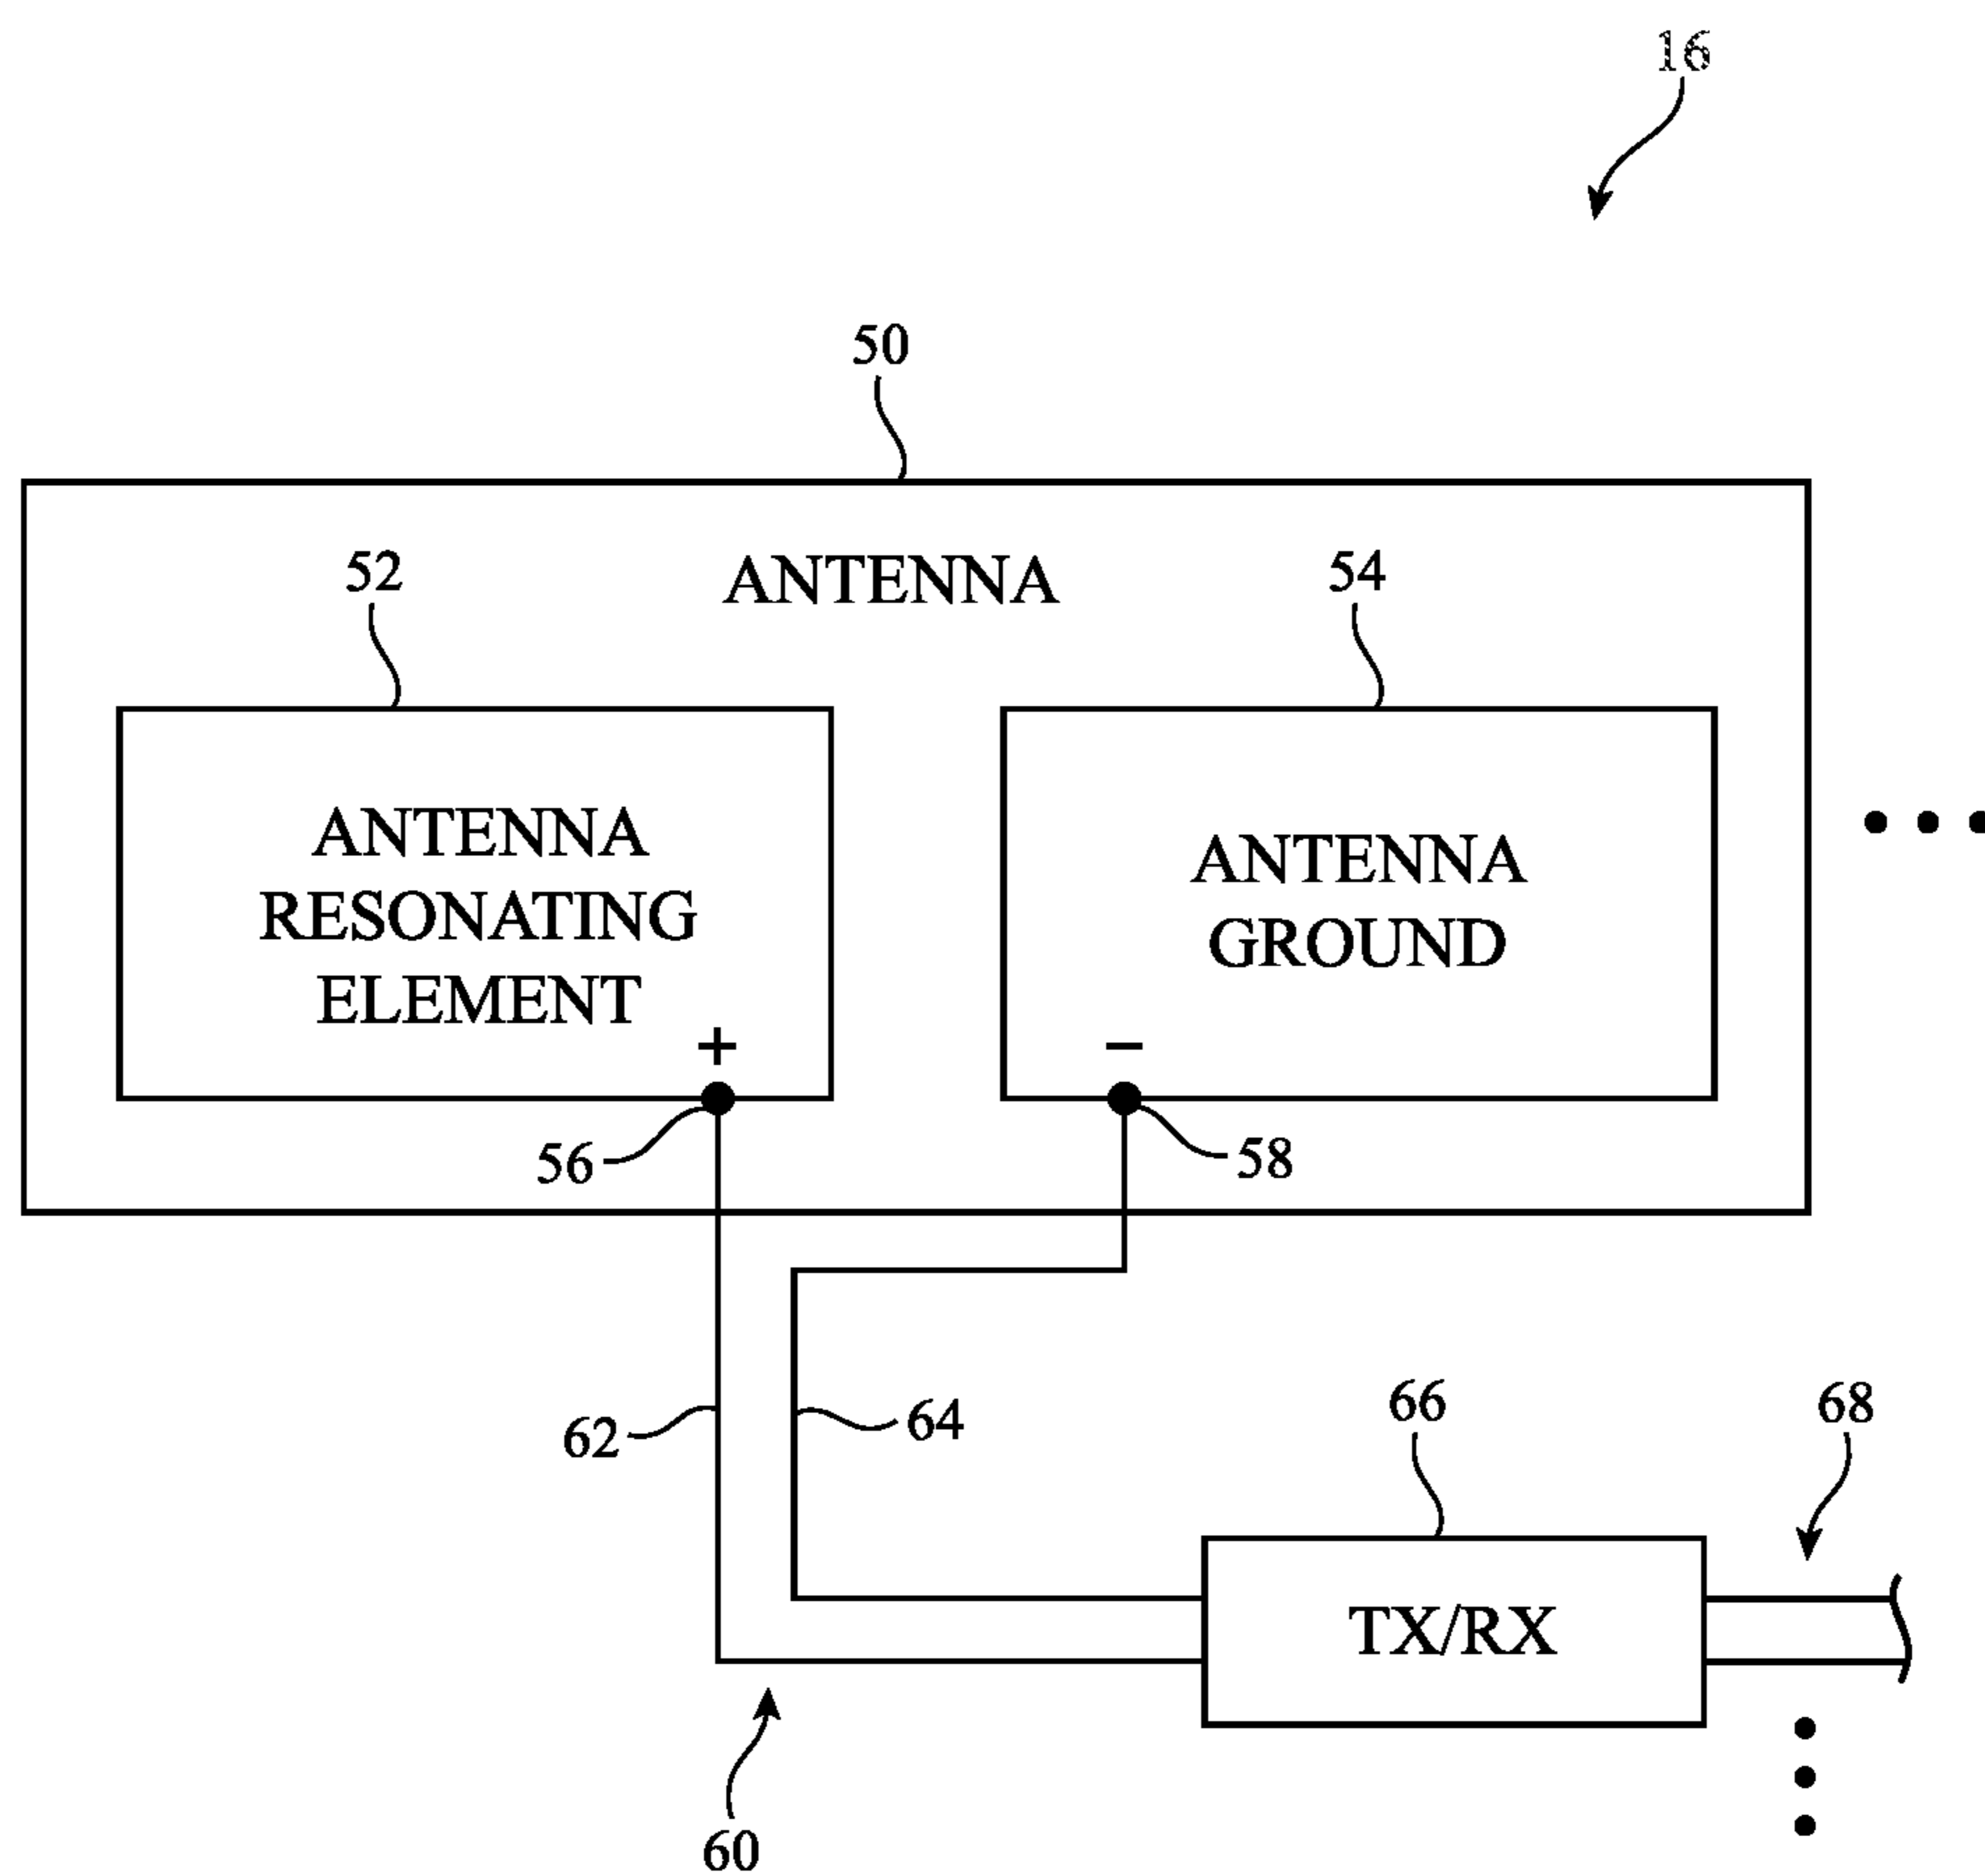 16
50
ANTENNA
52
54
ANTENNA
RESONATING
ELEMENT
ANTENNA
GROUND
+
−
56
58
62
64
66
68
TX/RX
60